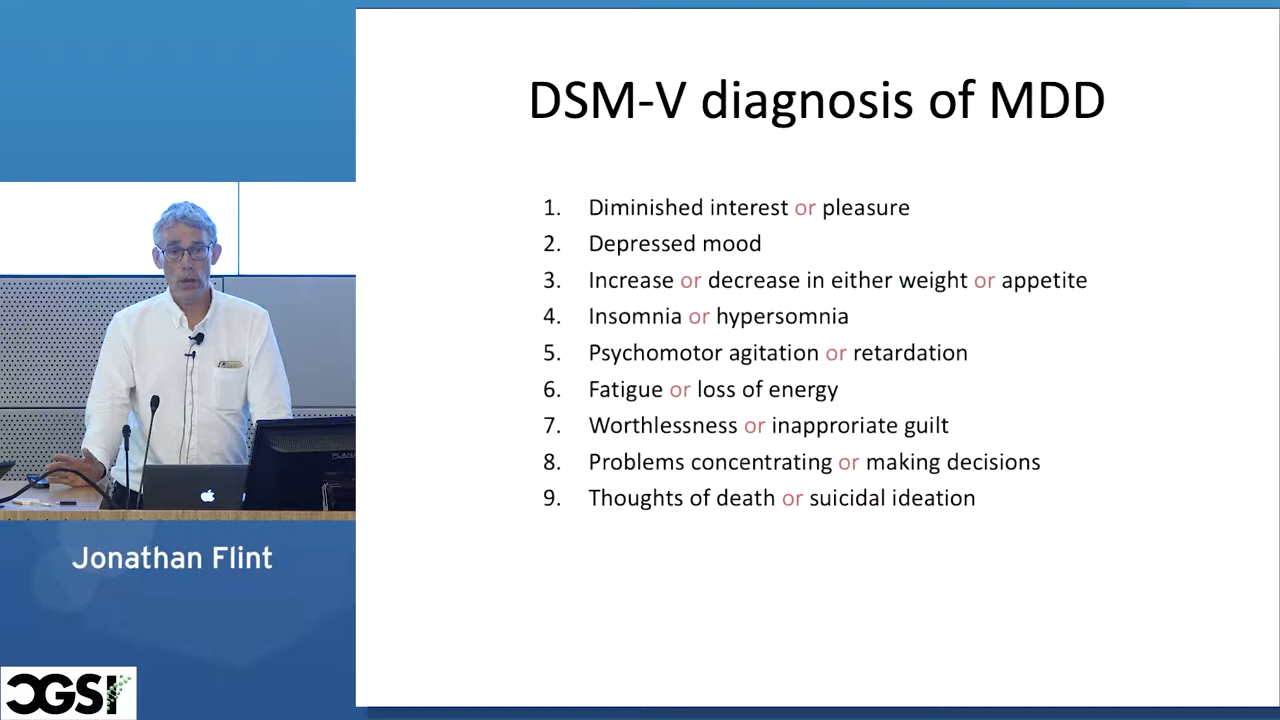 DSM-V diagnosis of MDD
1. Diminished interest or pleasure
2. Depressed mood
3. Increase or decrease in either weight or appetite
4. Insomnia or hypersomnia
5. Psychomotor agitation or retardation
6. Fatigue or loss of energy
7. Worthlessness or inapproriate guilt
8. Problems concentrating or making decisions
9. Thoughts of death or suicidal ideation
Jonathan Flint
CGSI